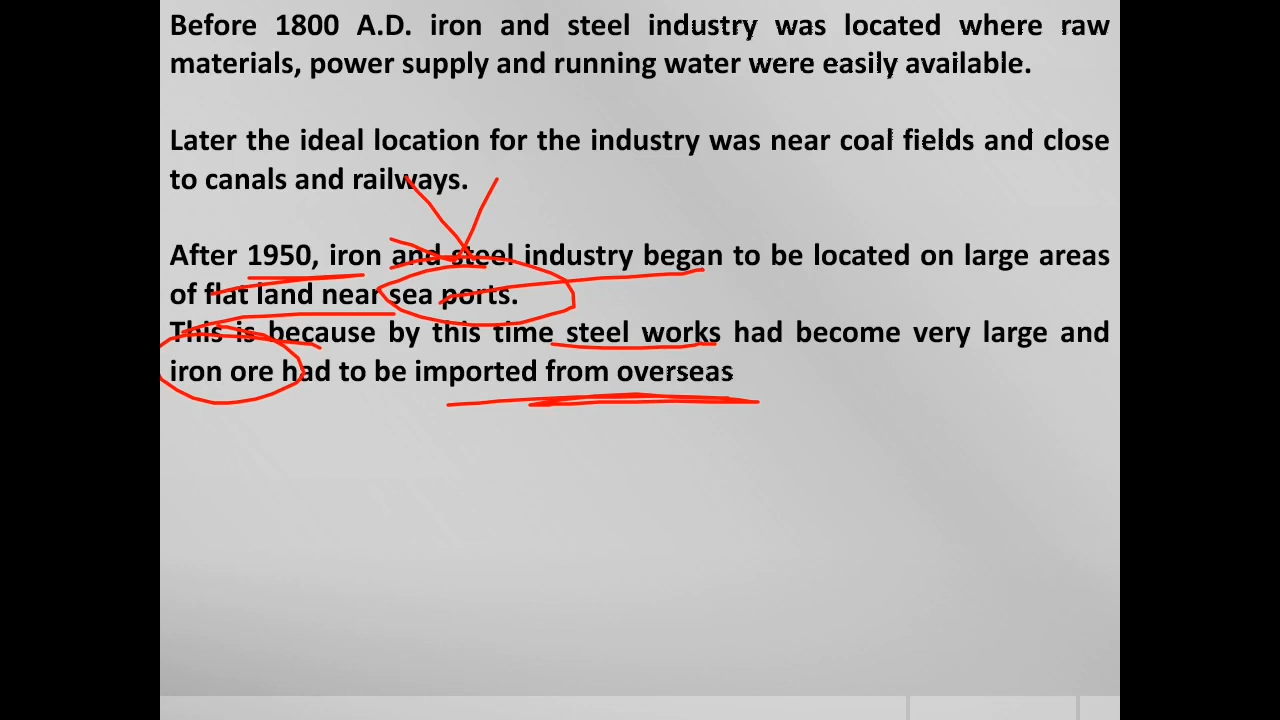 Before 1800 A.D. iron and steel industry was located where raw
materials, power supply and running water were easily available.
Later the ideal location for the industry was near coal fields and close
to canals and railways.
After 1950, iron and steel industry began to be located on large areas
of flat land near sea ports.
This is because by this time steel works had become very large and
iron ore had to be imported from overseas